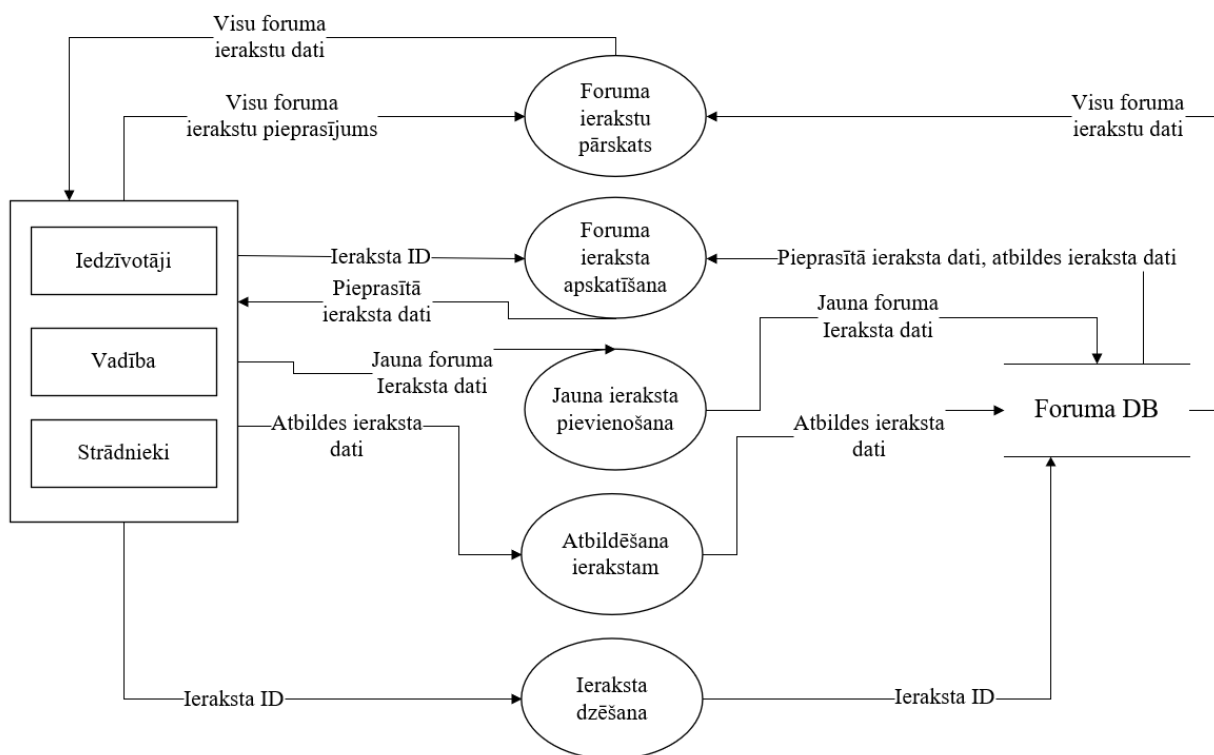 Visu foruma
ierakstu dati
Visu foruma
ierakstu pieprasījums
Foruma
ierakstu
pārskats
Visu foruma
ierakstu dati
Iedzīvotāji
Vadība
Strādnieki
Ieraksta ID
Foruma
ieraksta
apskatīšana
Pieprasītā ieraksta dati, atbildes ieraksta dati
Pieprasītā
ieraksta dati
Jauna foruma
Ieraksta dati
Jauna foruma
Ieraksta dati
Jauna ieraksta
pievienošana
Foruma DB
Atbildes ieraksta
dati
Atbildes ieraksta
dati
Atbildēšana
ierakstam
Ieraksta ID
Ieraksta
dzēšana
Ieraksta ID